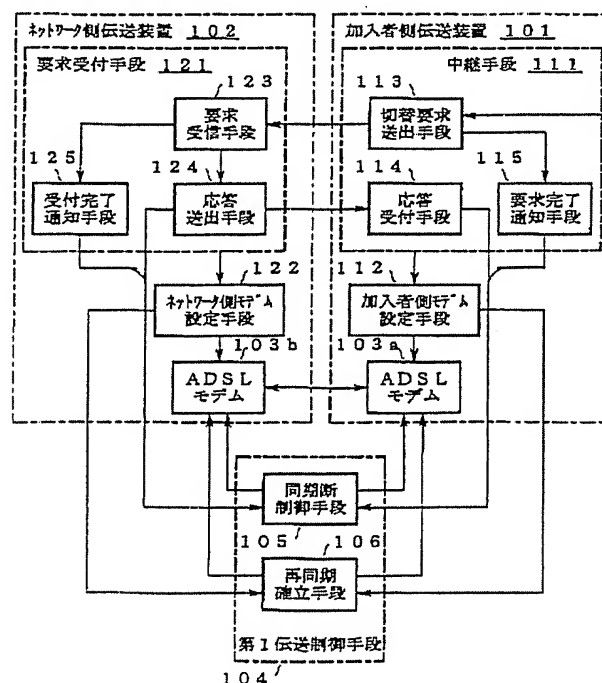 ネットワーク側伝送装置 102
加入者側伝送装置 101
要求受付手段 121
中継手段 111
123
113
要求
受信手段
切替要求
送出手段
125
124
114
115
受付完了
通知手段
応答
送出手段
応答
受付手段
要求完了
通知手段
122
112
ネットワーク側モデム
設定手段
加入者側モデム
設定手段
103b
103a
ADSL
モデム
ADSL
モデム
同期断
制御手段
105
106
再同期
確立手段
第1伝送制御手段
104